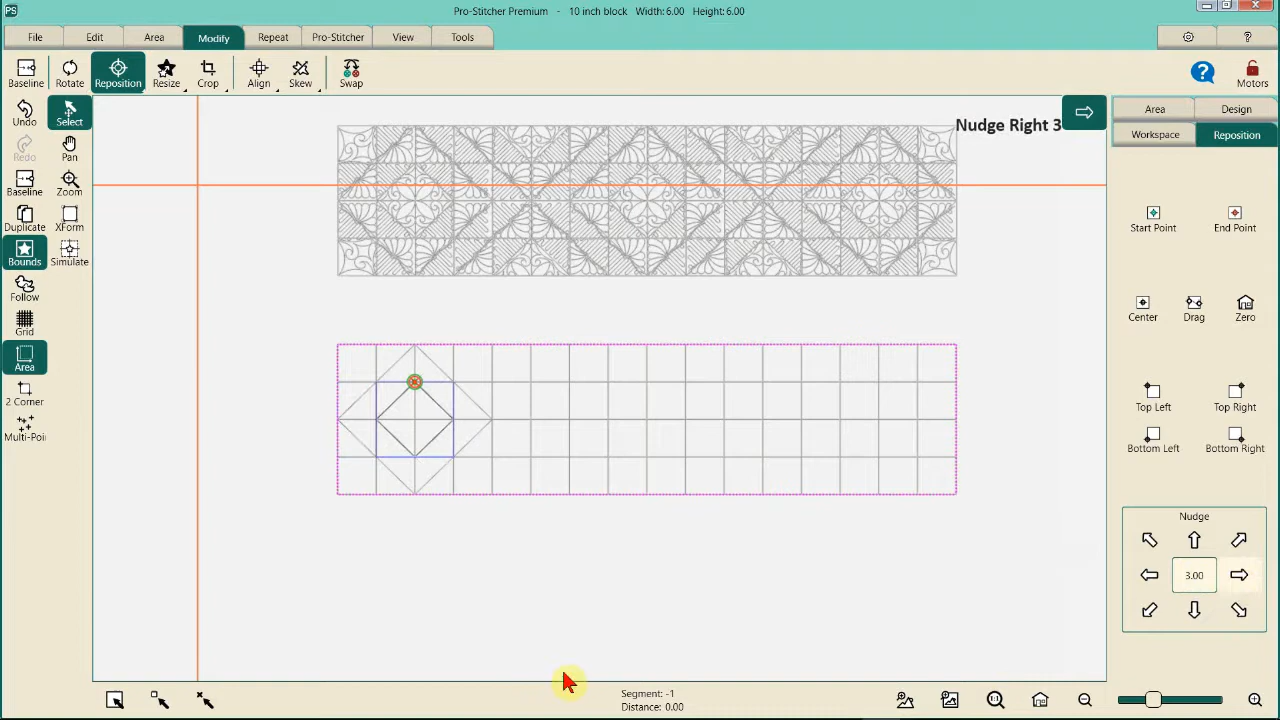 PS
Pro-Stitcher Premium - 10 inch block Width:6.00 Height:6.00
File Edit Area Modify Repeat Pro-Stitcher View Tools ?
Baseline Rotate Reposition Resize Crop Align Skew Swap ? Motors
Undo Select
Redo Pan
Baseline Zoom
Duplicate XForm
Bounds Simulate
Follow
Grid
Area
2 Corner
Multi-Poi
Nudge Right 3
Area Design
Workspace Reposition
Start Point End Point
Center Drag Zero
Top Left Top Right
Bottom Left Bottom Right
Nudge
3.00
Segment: -1
Distance: 0.00